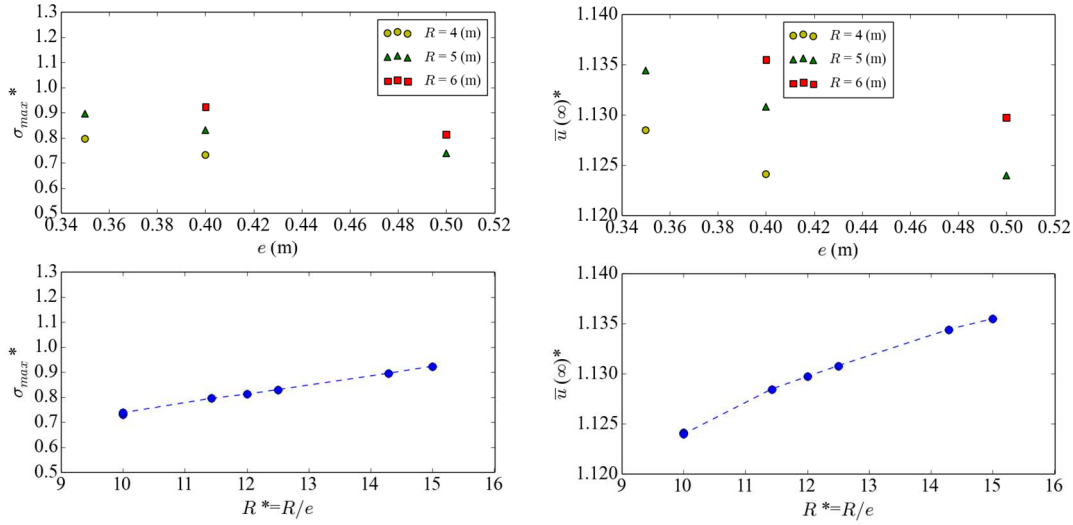 1.3
1.2
1.1
1.0
0.9
0.8
0.7
0.6
0.5
σmax*
0.34 0.36 0.38 0.40 0.42 0.44 0.46 0.48 0.50 0.52
e (m)
R = 4 (m)
R = 5 (m)
R = 6 (m)
1.140
1.135
1.130
1.125
1.120
u̅(∞)*
0.34 0.36 0.38 0.40 0.42 0.44 0.46 0.48 0.50 0.52
e (m)
R = 4 (m)
R = 5 (m)
R = 6 (m)
1.3
1.2
1.1
1.0
0.9
0.8
0.7
0.6
0.5
σmax*
9 10 11 12 13 14 15 16
R*=R/e
1.140
1.135
1.130
1.125
1.120
u̅(∞)*
9 10 11 12 13 14 15 16
R*=R/e